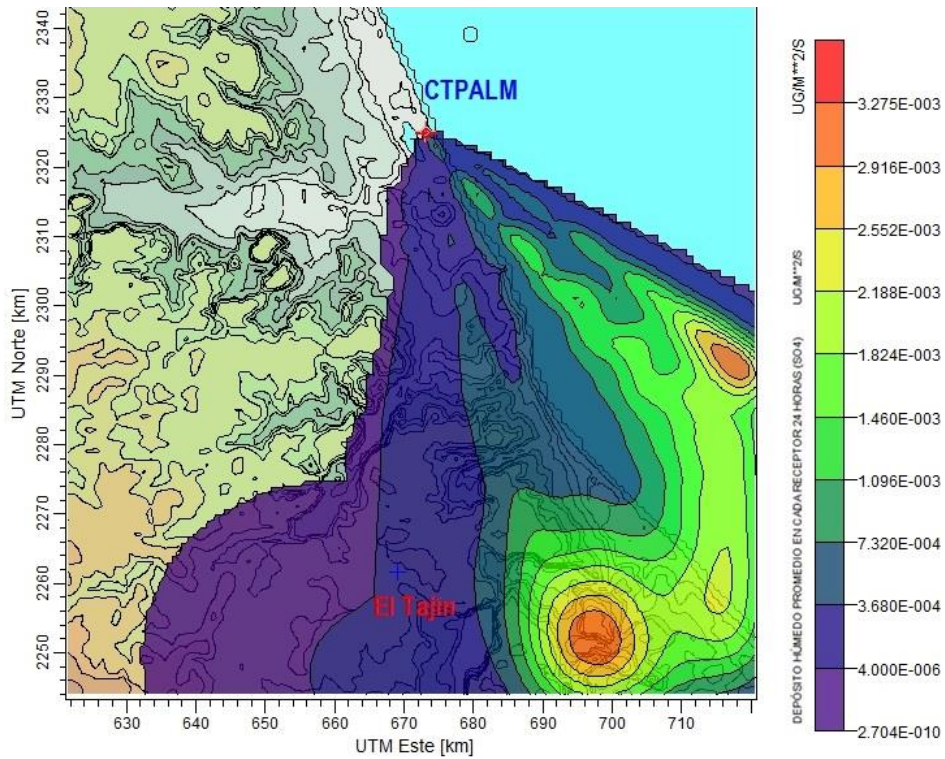 2340
2330
2320
2310
2300
2290
2280
2270
2260
2250
UTM Norte [km]
630 640 650 660 670 680 690 700 710
UTM Este [km]
CTPALM
El Tajín
UG/M**2/S
DEPÓSITO HÚMEDO PROMEDIO EN CADA RECEPTOR 24 HORAS (SO4) UG/M**2/S
3.275E-003
2.916E-003
2.552E-003
2.188E-003
1.824E-003
1.460E-003
1.096E-003
7.320E-004
3.680E-004
4.000E-006
2.704E-010